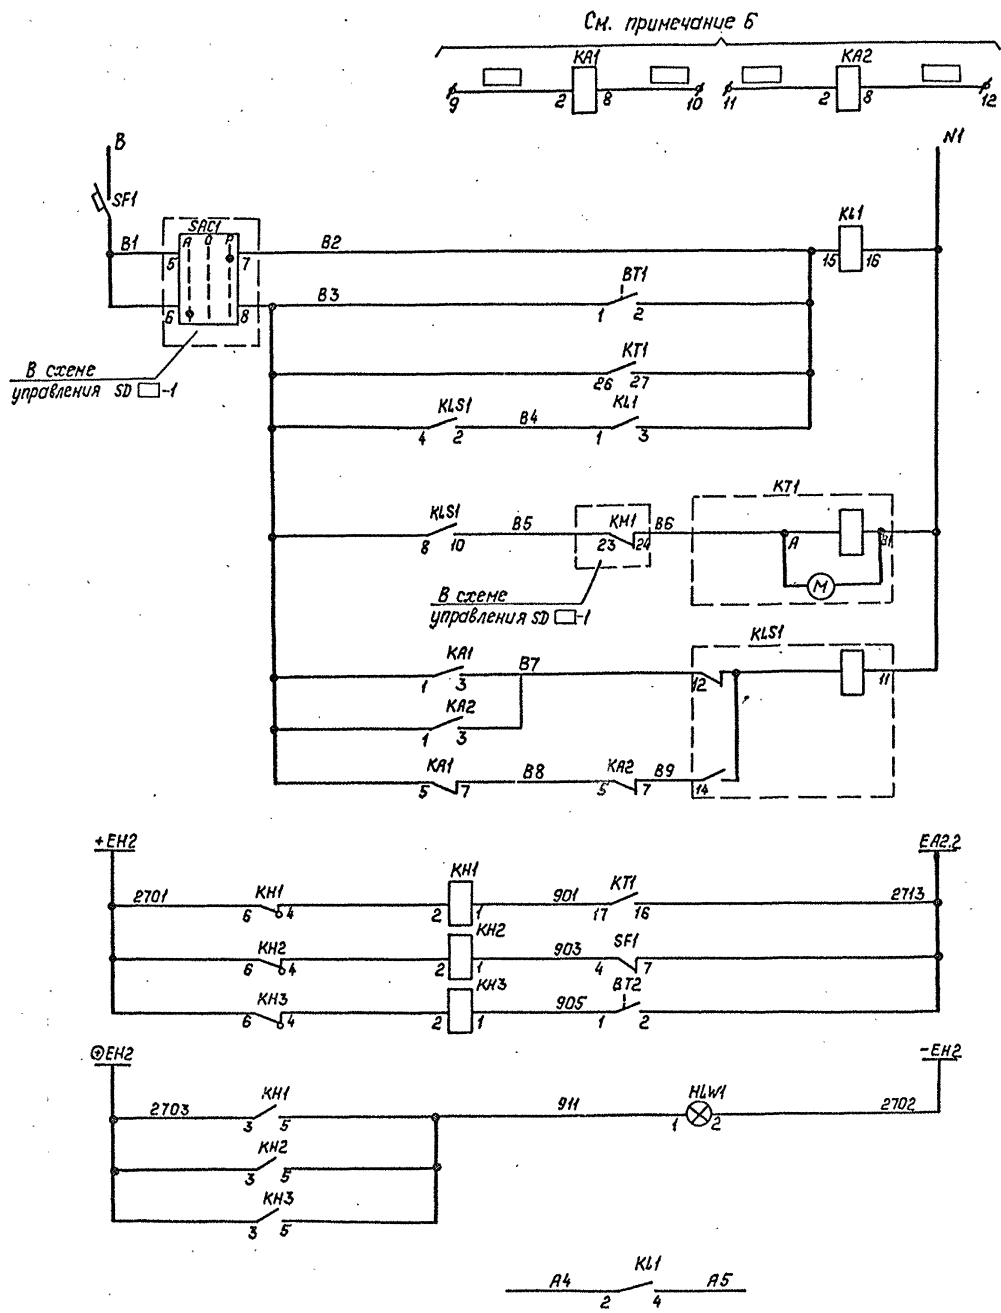 См. примечание 6
KA1
KA2
9
2
8
10
11
2
8
12
В
N1
SF1
SAC1
А О Р
KL1
B1
5
7
B2
15
16
BT1
6
8
B3
1
2
В схеме
управления SD □-1
KT1
26
27
KLS1
KL1
4
2
B4
1
3
KT1
KLS1
KM1
8
10
B5
23
24
B6
A
31
M
В схеме
управления SD □-1
KLS1
KA1
1
3
B7
12
11
KA2
1
3
KA1
KA2
5
7
B8
5
7
B9
14
+EH2
EA2.2
2701
KH1
6
4
KH1
2
1
901
KT1
17
16
2713
KH2
6
4
KH2
2
1
903
SF1
4
7
KH3
6
4
KH3
2
1
905
BT2
1
2
⊕EH2
-EH2
2703
KH1
3
5
911
HLW1
1
2
2702
KH2
3
5
KH3
3
5
KL1
A4
2
4
A5